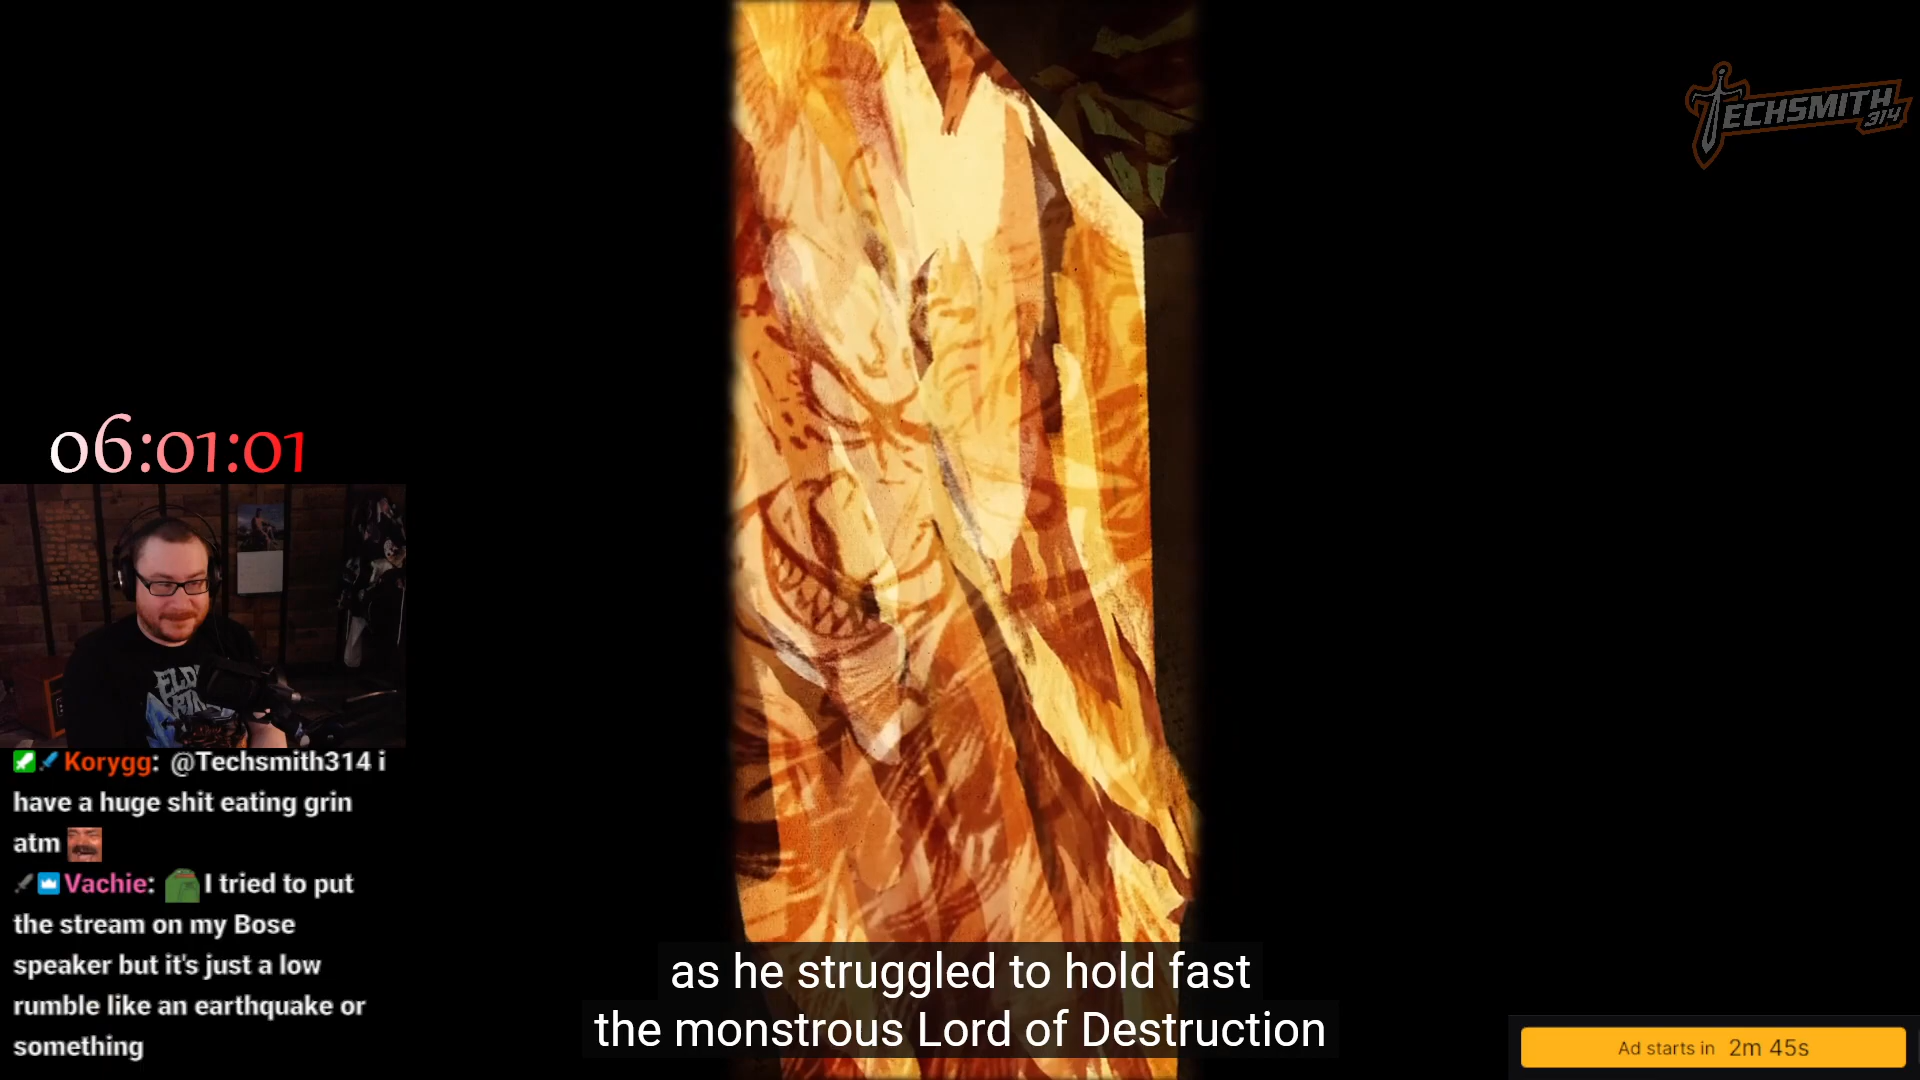 TECHSMITH
314
06:01:01
ELD
RI
Korygg: @Techsmith314 i
have a huge shit eating grin
atm
Vachie: I tried to put
the stream on my Bose
speaker but it's just a low
rumble like an earthquake or
something
as he struggled to hold fast
the monstrous Lord of Destruction
Ad starts in 2m 45s